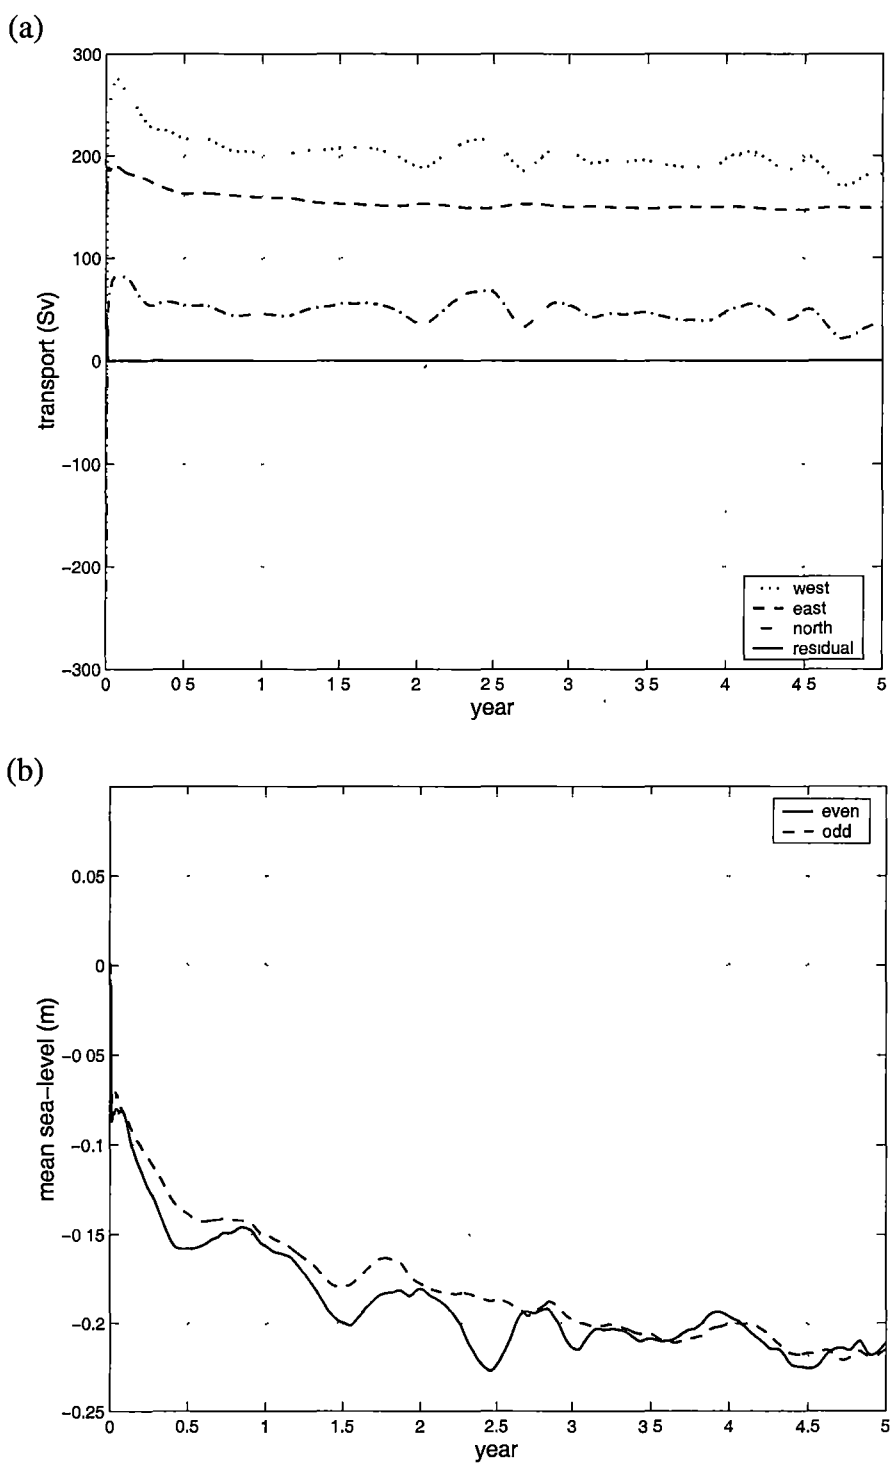 (a)
300
200
100
0
−100
−200
−300
transport (Sv)
west
east
north
residual
0 0 5 1 1 5 2 2 5 3 3 5 4 4 5 5
year
(b)
even
odd
0.05
0
−0 05
−0.1
−0.15
−0.2
−0.25
mean sea−level (m)
0 0.5 1 1.5 2 2.5 3 3 5 4 4.5 5
year